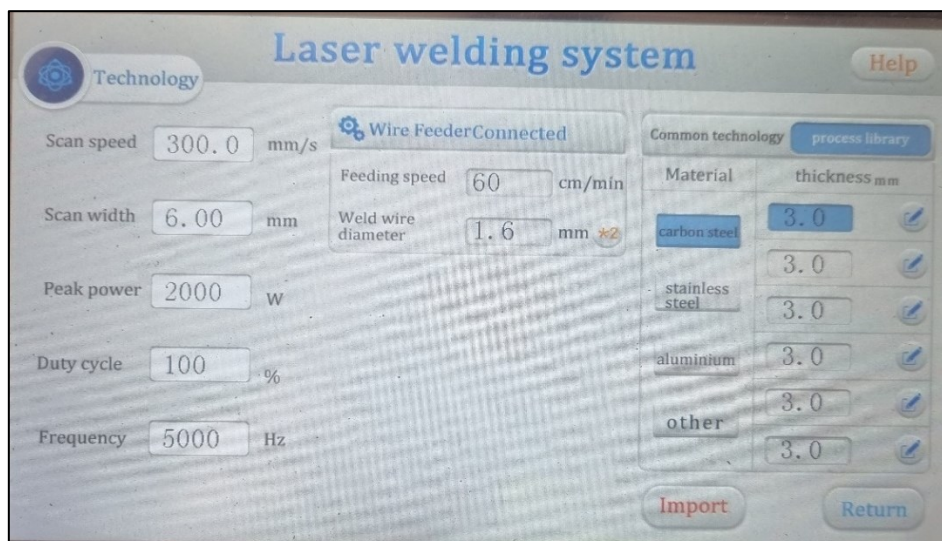 Laser welding system
Technology
Help
Scan speed 300.0 mm/s
Scan width 6.00 mm
Peak power 2000 W
Duty cycle 100 %
Frequency 5000 Hz
Wire FeederConnected
Feeding speed 60 cm/min
Weld wire
diameter 1.6 mm *2
Common technology process library
Material thickness mm
carbon steel 3.0
3.0
stainless
steel 3.0
aluminium 3.0
3.0
other
3.0
Import Return